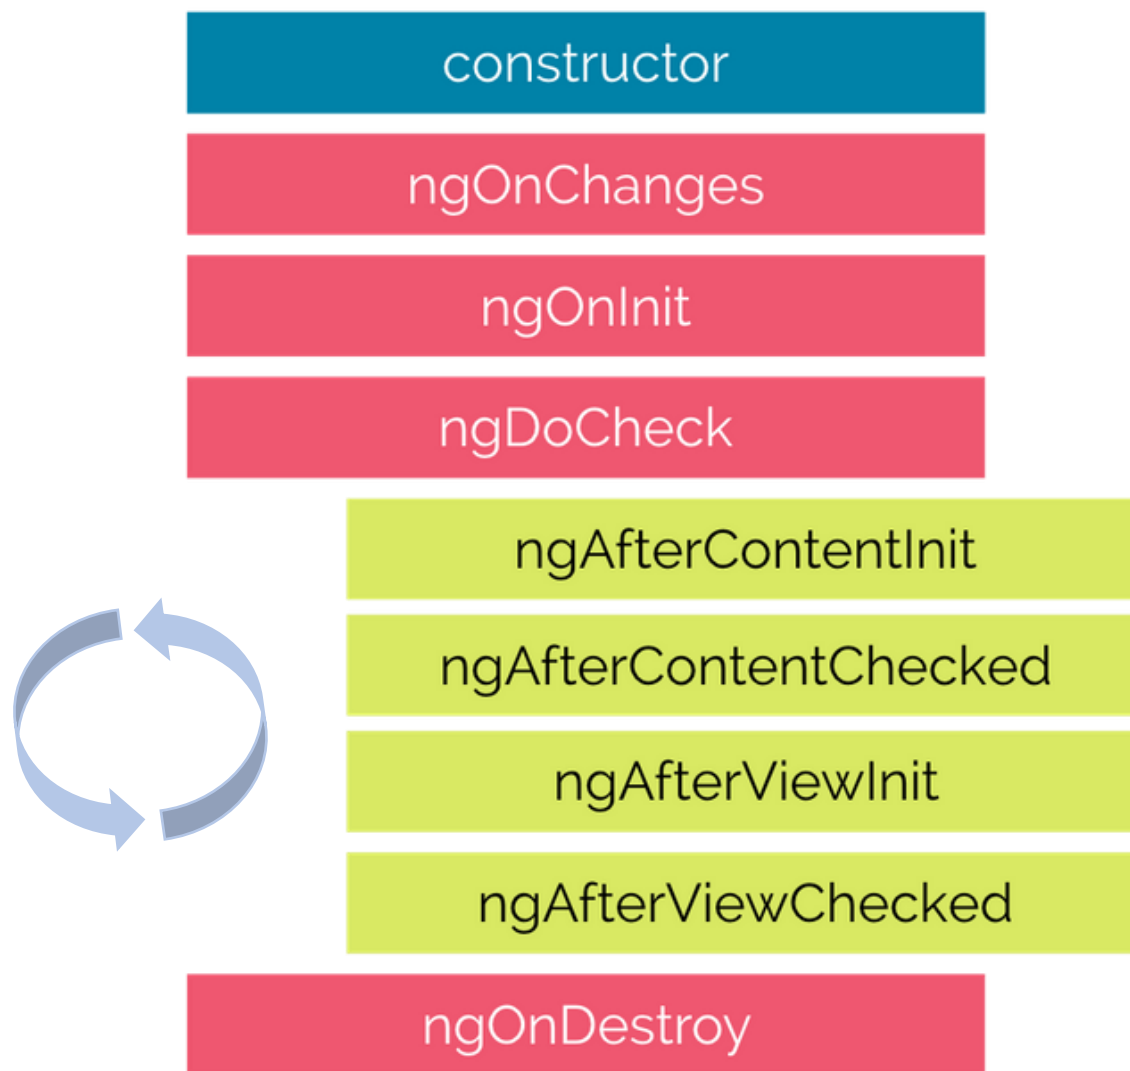 constructor
ngOnChanges
ngOnInit
ngDoCheck
ngAfterContentInit
ngAfterContentChecked
ngAfterViewInit
ngAfterViewChecked
ngOnDestroy